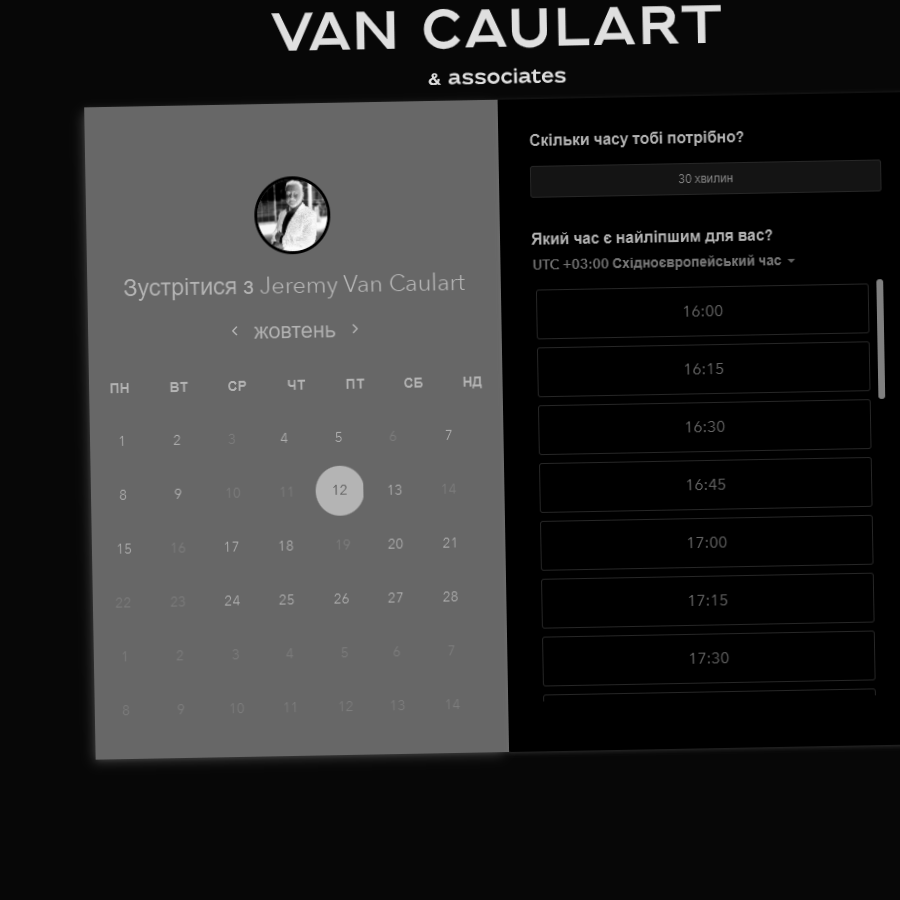 VAN CAULART
& associates
Зустрітися з Jeremy Van Caulart
жовтень
ПН ВТ СР ЧТ ПТ СБ НД
1 2 3 4 5 6 7
8 9 10 11 12 13 14
15 16 17 18 19 20 21
22 23 24 25 26 27 28
1 2 3 4 5 6 7
8 9 10 11 12 13 14
Скільки часу тобі потрібно?
30 хвилин
Який час є найліпшим для вас?
UTC +03:00 Східноєвропейський час
16:00
16:15
16:30
16:45
17:00
17:15
17:30